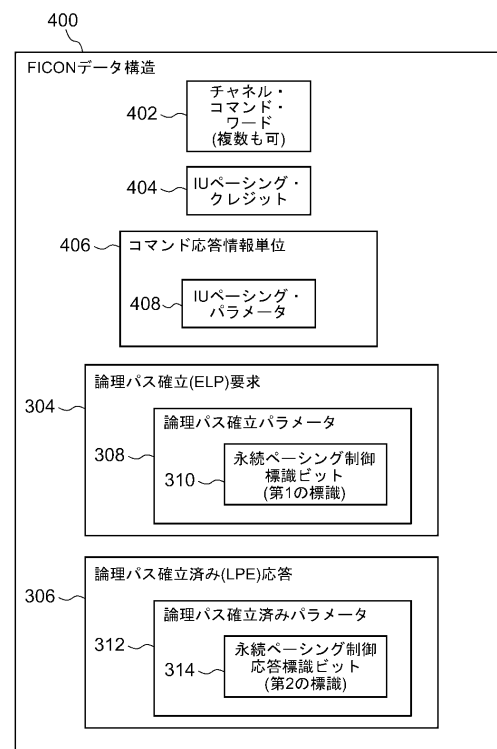 400
FICONデータ構造
402
チャネル・
コマンド・
ワード
(複数も可)
404
IUペーシング・
クレジット
406
コマンド応答情報単位
408
IUペーシング・
パラメータ
304
論理パス確立(ELP)要求
308
論理パス確立パラメータ
310
永続ペーシング制御
標識ビット
(第1の標識)
306
論理パス確立済み(LPE)応答
312
論理パス確立済みパラメータ
314
永続ペーシング制御
応答標識ビット
(第2の標識)